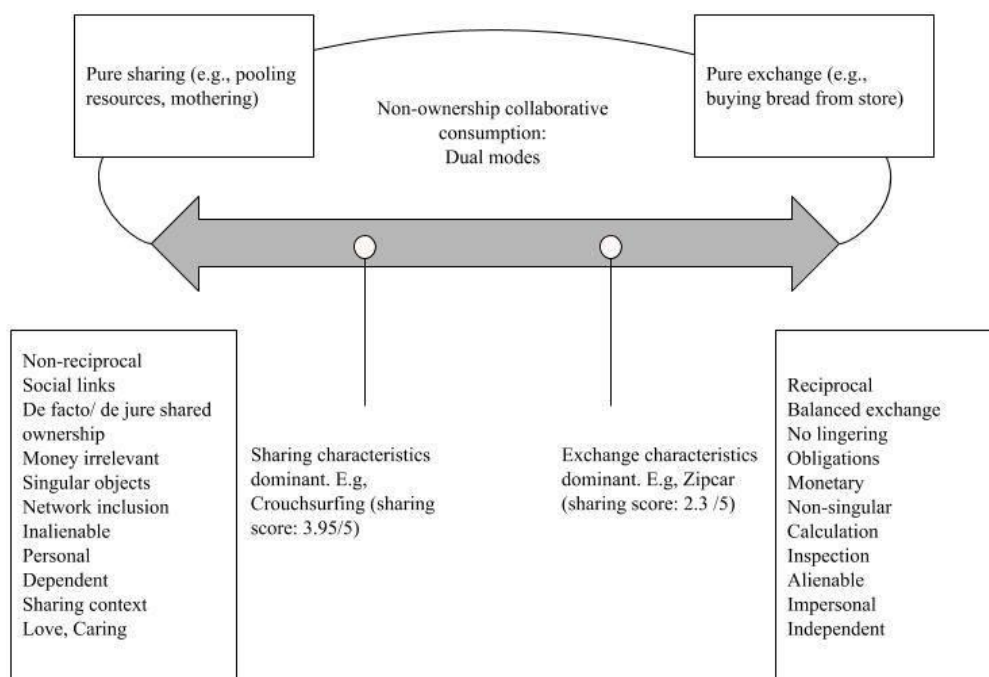 Pure sharing (e.g., pooling
resources, mothering)
Pure exchange (e.g.,
buying bread from store)
Non-ownership collaborative
consumption:
Dual modes
Non-reciprocal
Social links
De facto/ de jure shared
ownership
Money irrelevant
Singular objects
Network inclusion
Inalienable
Personal
Dependent
Sharing context
Love, Caring
Sharing characteristics
dominant. E.g,
Crouchsurfing (sharing
score: 3.95/5)
Exchange characteristics
dominant. E.g, Zipcar
(sharing score: 2.3 /5)
Reciprocal
Balanced exchange
No lingering
Obligations
Monetary
Non-singular
Calculation
Inspection
Alienable
Impersonal
Independent